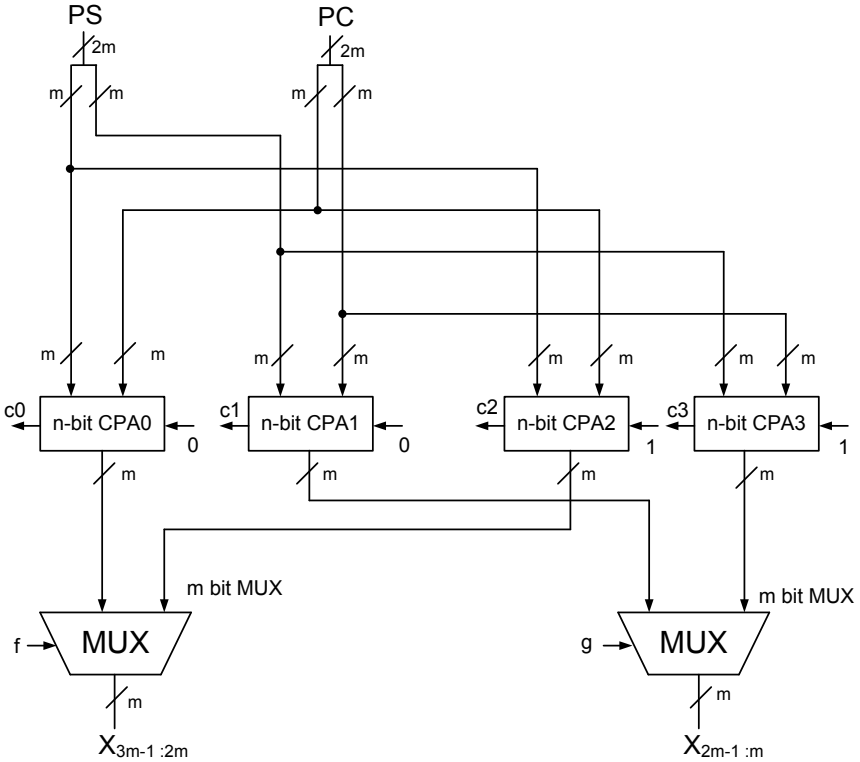 PS PC
2m 2m
m m m m
m m m m m m m m
c0 n-bit CPA0 0 c1 n-bit CPA1 0 c2 n-bit CPA2 1 c3 n-bit CPA3 1
m m m m
m bit MUX m bit MUX
f MUX g MUX
m m
X3m-1 :2m X2m-1 :m